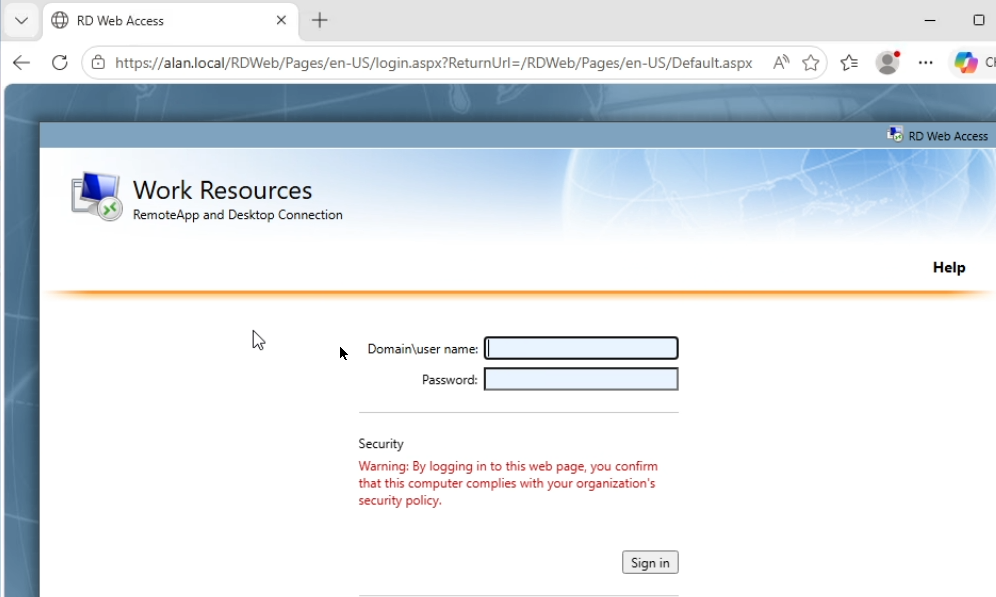 RD Web Access
https://alan.local/RDWeb/Pages/en-US/login.aspx?ReturnUrl=/RDWeb/Pages/en-US/Default.aspx
RD Web Access
Work Resources
RemoteApp and Desktop Connection
Help
Domain\user name:
Password:
Security
Warning: By logging in to this web page, you confirm
that this computer complies with your organization's
security policy.
Sign in